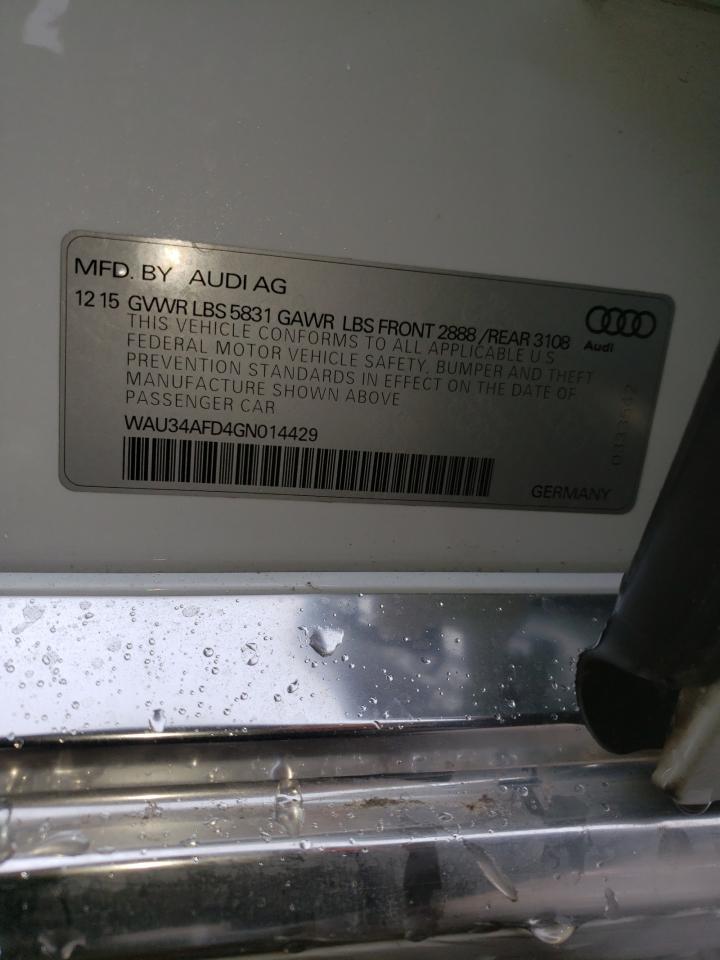 MFD. BY AUDI AG
12 15 GVWR LBS 5831 GAWR LBS FRONT 2888 /REAR 3108
THIS VEHICLE CONFORMS TO ALL APPLICABLE U S
FEDERAL MOTOR VEHICLE SAFETY, BUMPER AND THEFT
PREVENTION STANDARDS IN EFFECT ON THE DATE OF
MANUFACTURE SHOWN ABOVE
PASSENGER CAR
WAU34AFD4GN014429
Audi
GERMANY